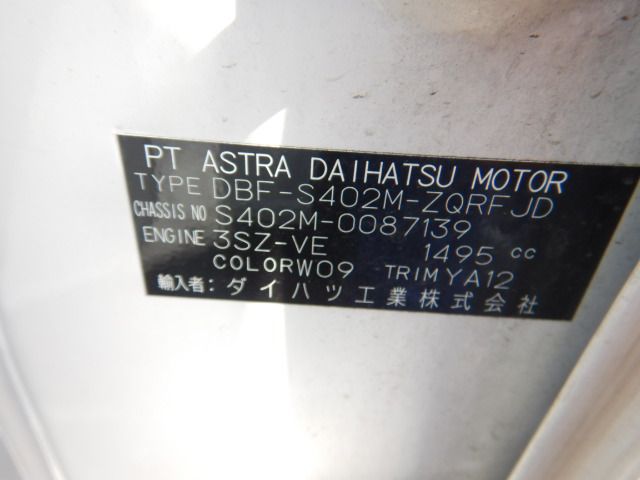 PT ASTRA DAIHATSU MOTOR
TYPE DBF-S402M-ZQRFJD
CHASSIS NO S402M-0087139
ENGINE 3SZ-VE 1495 cc
COLOR W09 TRIM YA12
輸入者: ダイハツ工業株式会社